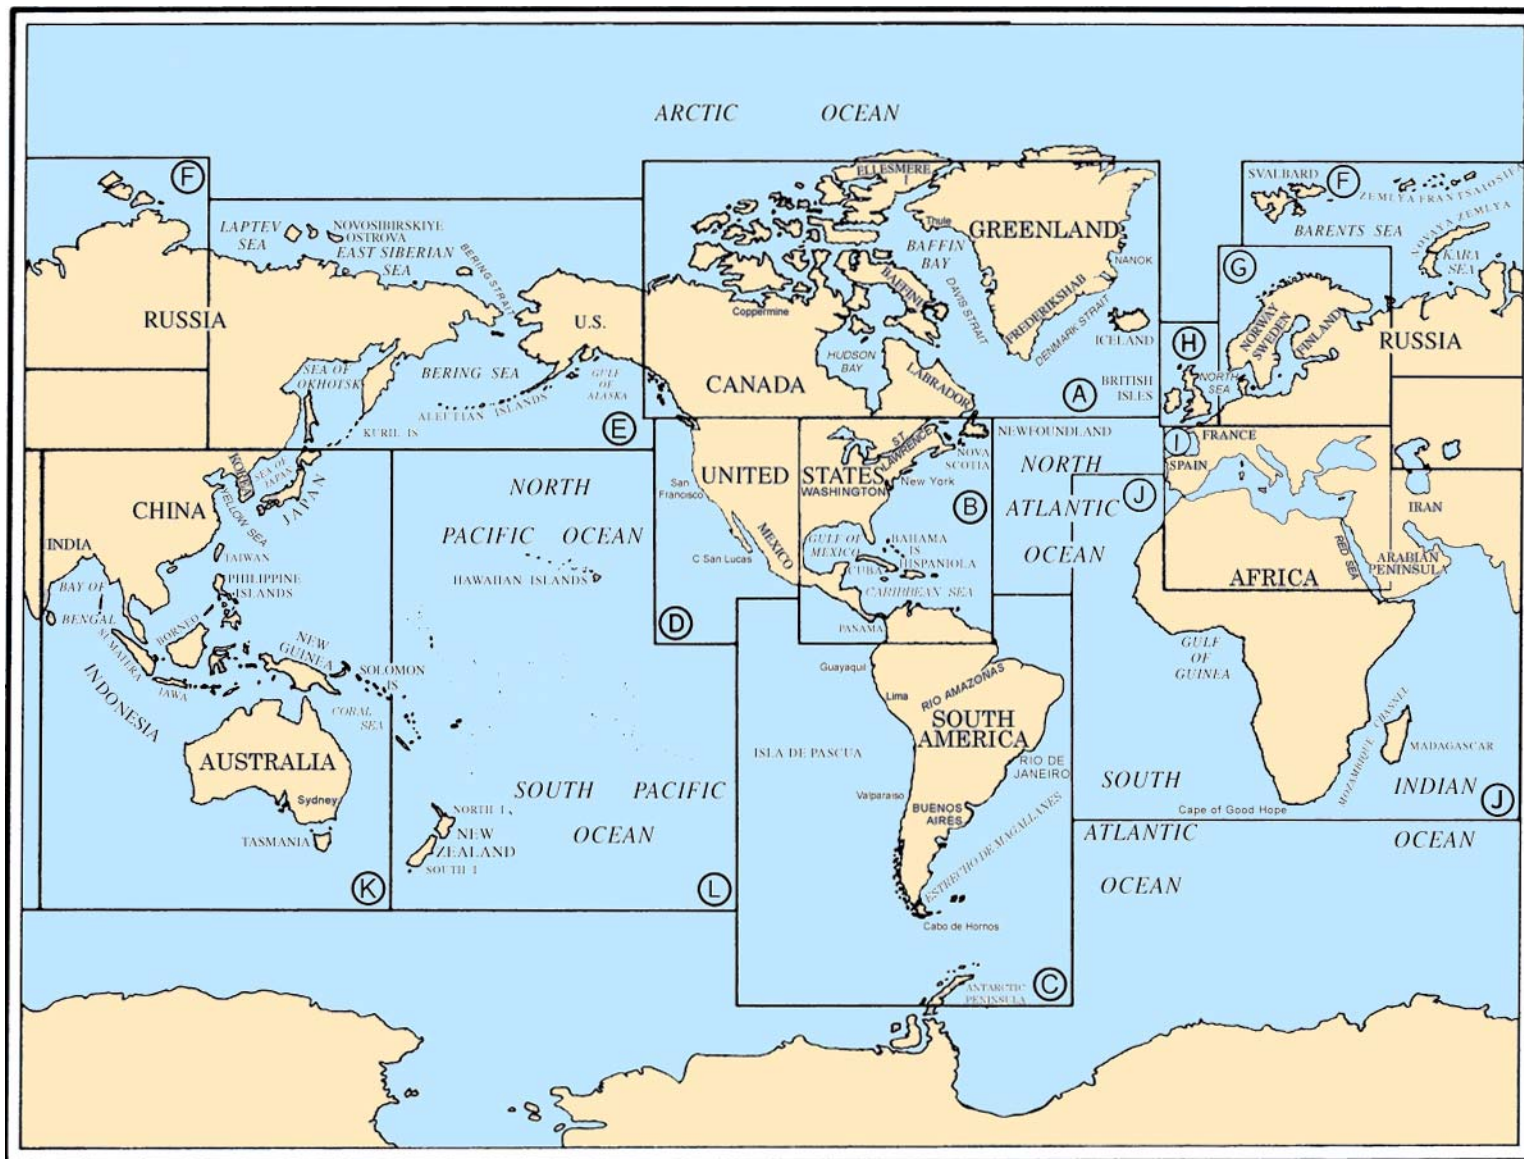 ARCTIC OCEAN
F
LAPTEV
SEA
NOVOSIBIRSKIYE
OSTROVA
EAST SIBERIAN
SEA
BERING STRAIT
RUSSIA
U.S.
SEA OF
OKHOTSK
BERING SEA
GULF
OF
ALASKA
ALEUTIAN ISLANDS
KURIL IS
E
ELLESMERE
I
Thule
GREENLAND
BAFFIN
BAY
NANOK
BAFFIN I
DAVIS STRAIT
FREDERIKSHAB
DENMARK STRAIT
ICELAND
Coppermine
HUDSON
BAY
CANADA
LABRADOR
A
BRITISH
ISLES
SVALBARD
F
ZEMLYA FRANTSAIOSIFA
NOVAYA ZEMLYA
BARENTS SEA
KARA
SEA
G
NORWAY
SWEDEN
FINLAND
RUSSIA
H
NORTH
SEA
I
FRANCE
SPAIN
IRAN
RED SEA
ARABIAN
PENINSULA
AFRICA
GULF
OF
GUINEA
MOZAMBIQUE CHANNEL
MADAGASCAR
INDIAN
J
OCEAN
Cape of Good Hope
UNITED STATES
WASHINGTON
ST
LAWRENCE
NEWFOUNDLAND
NOVA
SCOTIA
New York
San
Francisco
B
NORTH
ATLANTIC
OCEAN
J
MEXICO
GULF OF
MEXICO
BAHAMA
IS
HISPANIOLA
CUBA
CARIBBEAN SEA
C San Lucas
D
PANAMA
KOREA
SEA OF
JAPAN
JAPAN
YELLOW SEA
CHINA
INDIA
TAIWAN
BAY OF
BENGAL
PHILIPPINE
ISLANDS
BORNEO
SUMATERA
JAWA
INDONESIA
NEW
GUINEA
SOLOMON
IS
CORAL
SEA
AUSTRALIA
Sydney
TASMANIA
K
NORTH
PACIFIC OCEAN
HAWAIIAN ISLANDS
SOUTH PACIFIC
OCEAN
NORTH I
NEW
ZEALAND
SOUTH I
L
Guayaquil
Lima
RIO AMAZOÑAS
SOUTH
AMERICA
ISLA DE PASCUA
RIO DE
JANEIRO
Valparaiso
BUENOS
AIRES
ESTRECHO DE MAGALLANES
Cabo de Hornos
C
ANTARCTIC
PENINSULA
SOUTH
ATLANTIC
OCEAN